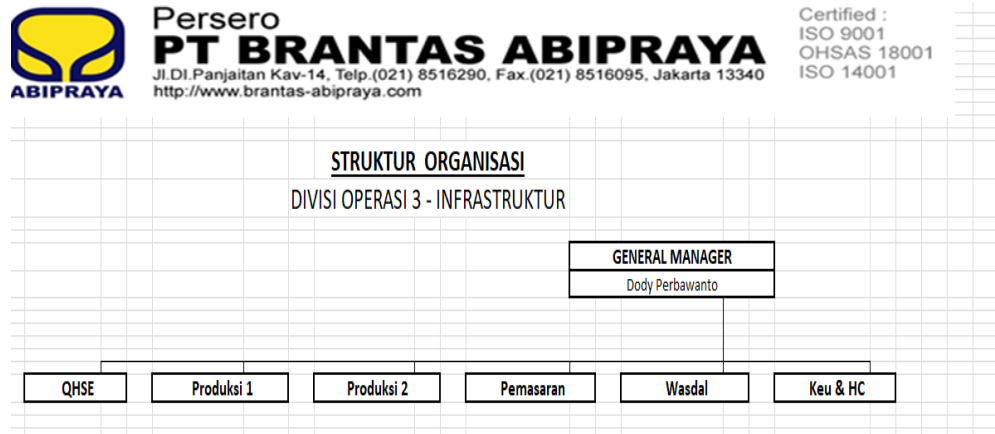 ABIPRAYA
Persero
PT BRANTAS ABIPRAYA
Jl.DI.Panjaitan Kav-14, Telp.(021) 8516290, Fax.(021) 8516095, Jakarta 13340
http://www.brantas-abipraya.com
Certified :
ISO 9001
OHSAS 18001
ISO 14001
STRUKTUR ORGANISASI
DIVISI OPERASI 3 - INFRASTRUKTUR
GENERAL MANAGER
Dody Perbawanto
QHSE
Produksi 1
Produksi 2
Pemasaran
Wasdal
Keu & HC